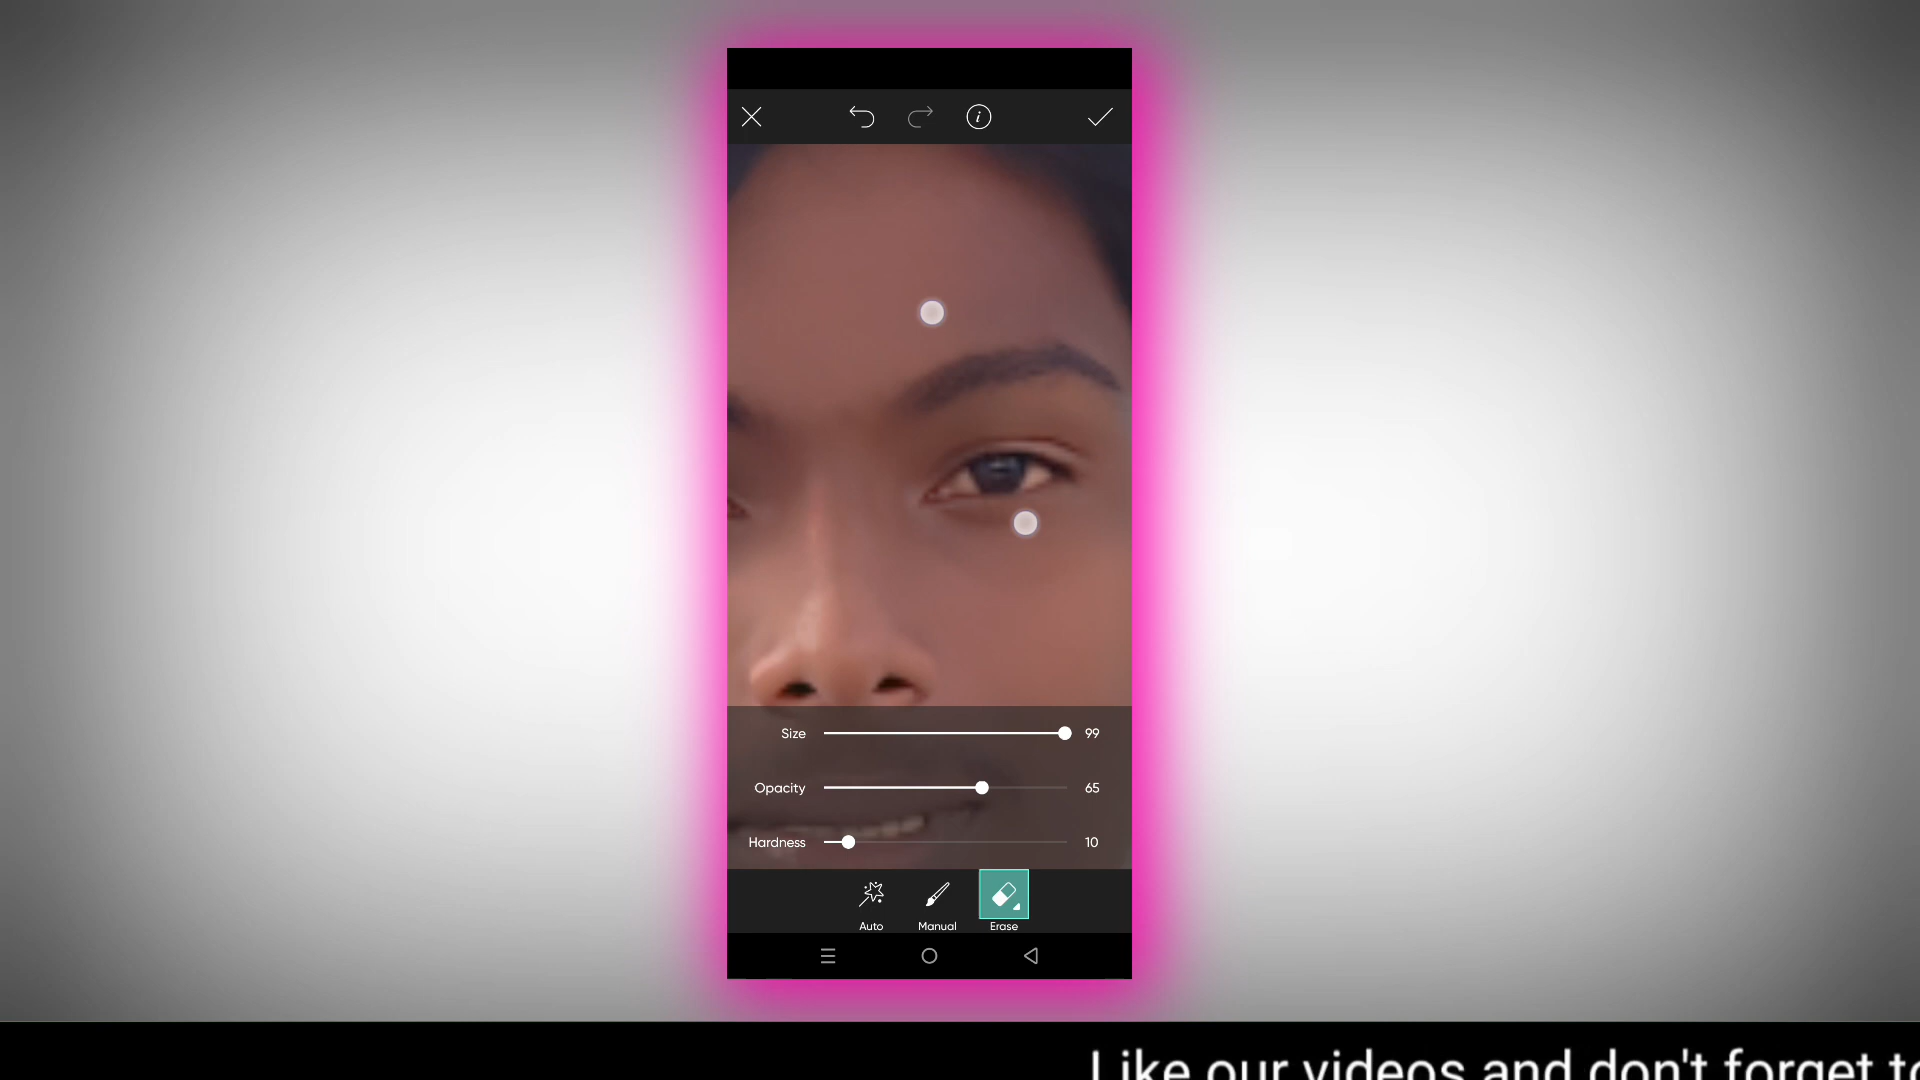 Size 99
Opacity 65
Hardness 10
Auto Manual Erase
Like our videos and don't forget to